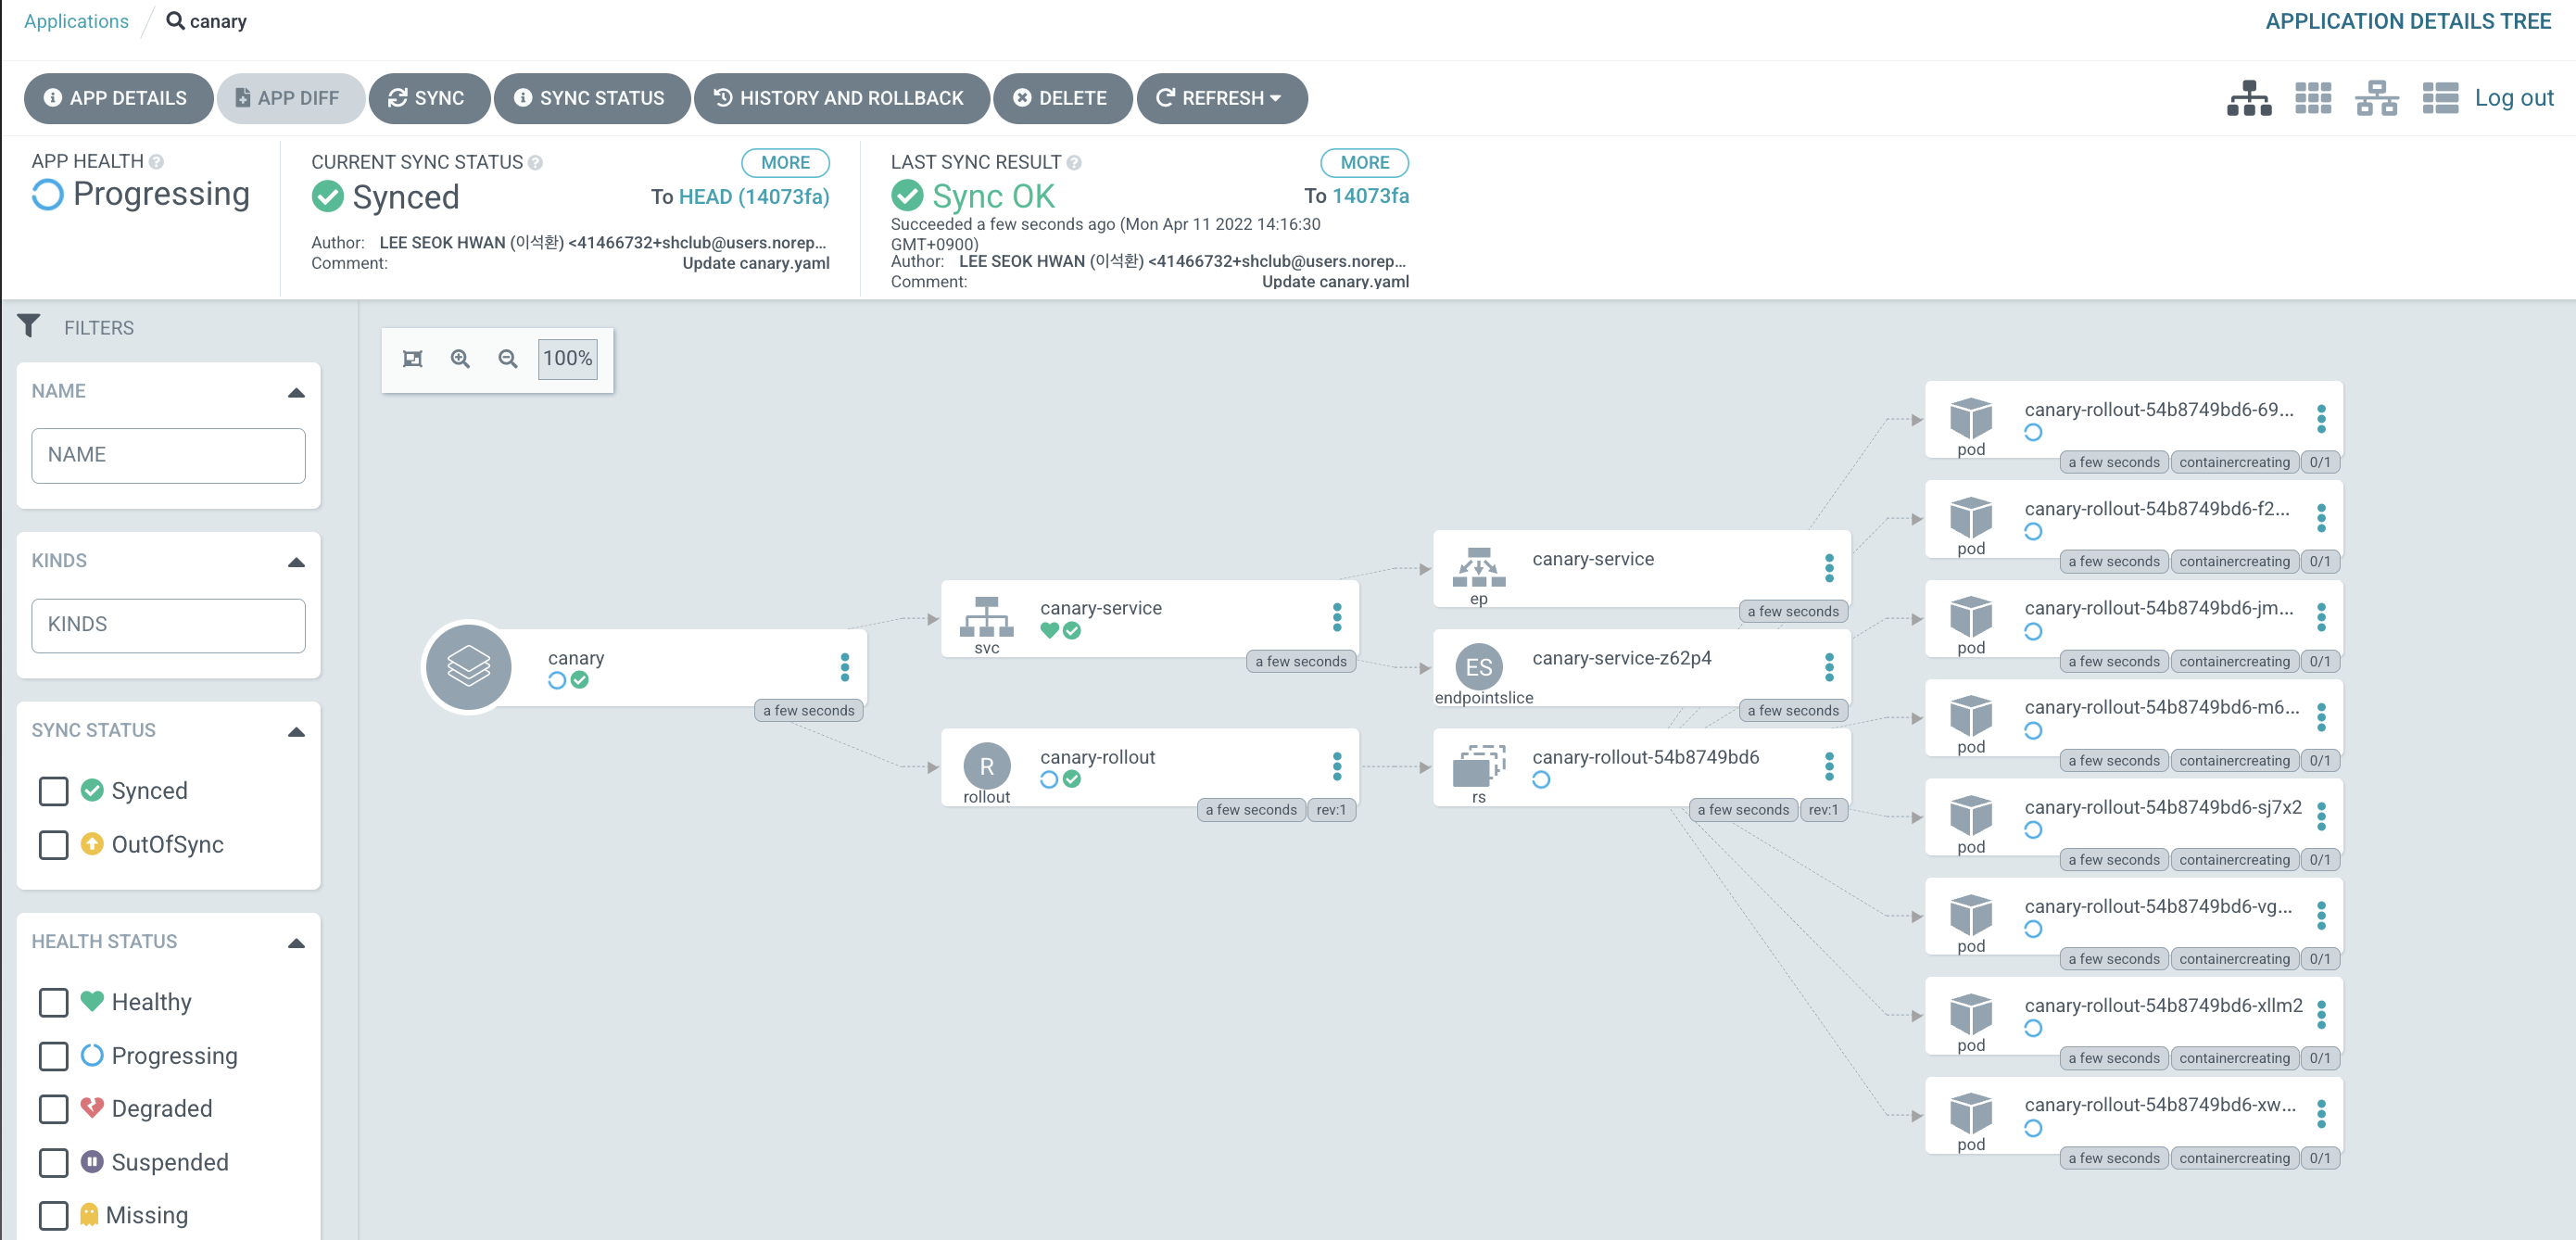 Applications / canary
APPLICATION DETAILS TREE
APP DETAILS
APP DIFF
SYNC
SYNC STATUS
HISTORY AND ROLLBACK
DELETE
REFRESH
Log out
APP HEALTH
Progressing
CURRENT SYNC STATUS
MORE
Synced
To HEAD (14073fa)
Author: LEE SEOK HWAN (이석환) <41466732+shclub@users.norep...
Comment: Update canary.yaml
LAST SYNC RESULT
MORE
Sync OK
To 14073fa
Succeeded a few seconds ago (Mon Apr 11 2022 14:16:30
GMT+0900)
Author: LEE SEOK HWAN (이석환) <41466732+shclub@users.norep...
Comment: Update canary.yaml
FILTERS
NAME
NAME
KINDS
KINDS
SYNC STATUS
Synced
OutOfSync
HEALTH STATUS
Healthy
Progressing
Degraded
Suspended
Missing
100%
canary
a few seconds
canary-service
svc
a few seconds
R
canary-rollout
rollout
a few seconds rev:1
canary-service
ep
a few seconds
ES
canary-service-z62p4
endpointslice
a few seconds
canary-rollout-54b8749bd6
rs
a few seconds rev:1
canary-rollout-54b8749bd6-69...
pod
a few seconds containercreating 0/1
canary-rollout-54b8749bd6-f2...
pod
a few seconds containercreating 0/1
canary-rollout-54b8749bd6-jm...
pod
a few seconds containercreating 0/1
canary-rollout-54b8749bd6-m6...
pod
a few seconds containercreating 0/1
canary-rollout-54b8749bd6-sj7x2
pod
a few seconds containercreating 0/1
canary-rollout-54b8749bd6-vg...
pod
a few seconds containercreating 0/1
canary-rollout-54b8749bd6-xllm2
pod
a few seconds containercreating 0/1
canary-rollout-54b8749bd6-xw...
pod
a few seconds containercreating 0/1